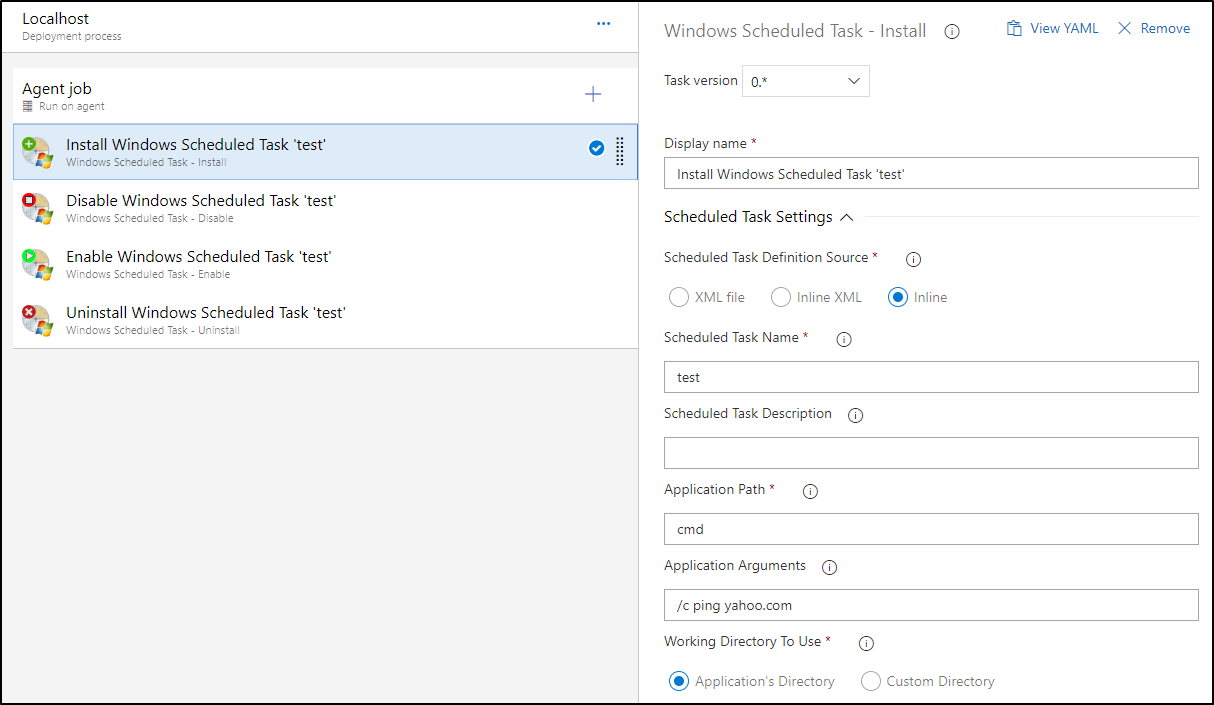 Localhost
Deployment process
Agent job
Run on agent
Install Windows Scheduled Task 'test'
Windows Scheduled Task - Install
Disable Windows Scheduled Task 'test'
Windows Scheduled Task - Disable
Enable Windows Scheduled Task 'test'
Windows Scheduled Task - Enable
Uninstall Windows Scheduled Task 'test'
Windows Scheduled Task - Uninstall
Windows Scheduled Task - Install
View YAML
Remove
Task version 0.*
Display name *
Install Windows Scheduled Task 'test'
Scheduled Task Settings
Scheduled Task Definition Source *
XML file Inline XML Inline
Scheduled Task Name *
test
Scheduled Task Description
Application Path *
cmd
Application Arguments
/c ping yahoo.com
Working Directory To Use *
Application's Directory Custom Directory